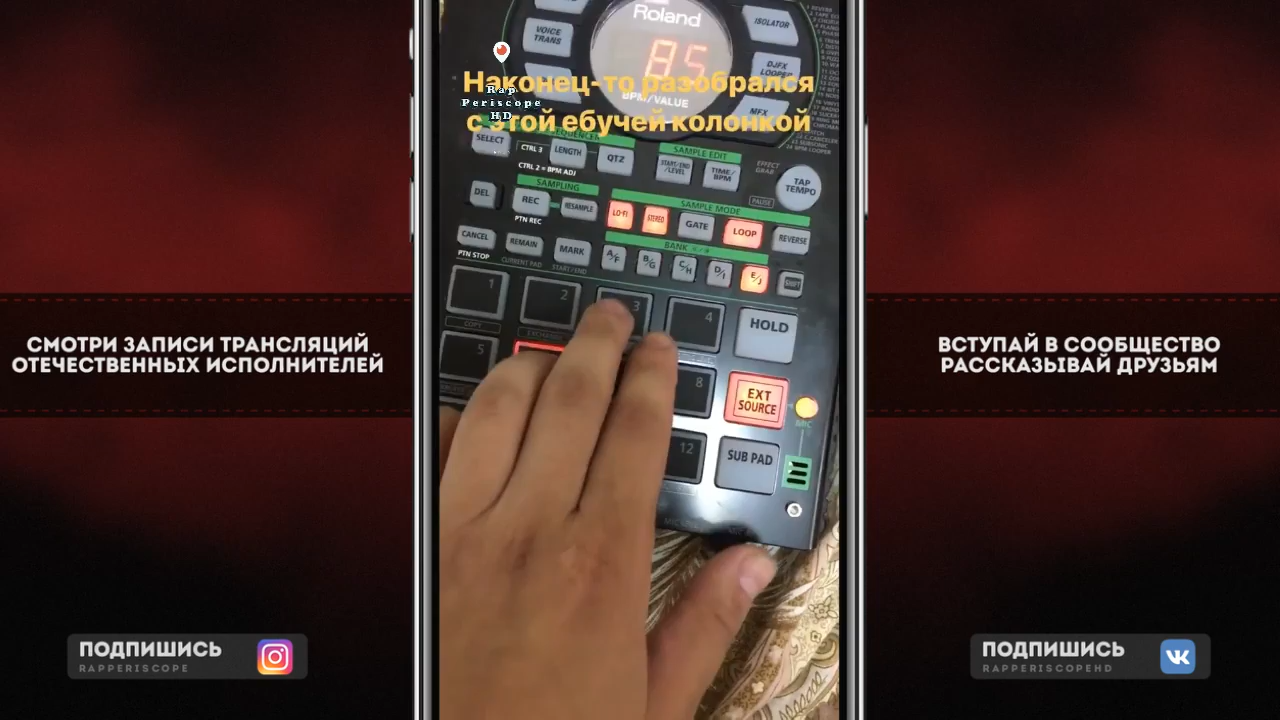 Roland
ISOLATOR
VOICE
TRANS
85
DJFX
LOOPER
BPM/VALUE
MFX
Наконец-то разобрался
с этой ебучей колонкой
Rap
Periscope
HD
SELECT
CTRL 3
LENGTH
QTZ
SAMPLE EDIT
START/END
/LEVEL
TIME/
BPM
EFFECT
GRAB
TAP
TEMPO
CTRL 2 = BPM ADJ
SAMPLING
DEL
REC
RESAMPLE
PTN REC
PAUSE
SAMPLE MODE
LO-FI
STEREO
GATE
LOOP
REVERSE
CANCEL
REMAIN
MARK
PTN STOP
CURRENT PAD
START/END
BANK
A/F
B/G
C/H
D/I
E/J
SHIFT
1
2
3
4
HOLD
COPY
5
8
EXT
SOURCE
MIC
12
SUB PAD
СМОТРИ ЗАПИСИ ТРАНСЛЯЦИЙ
ОТЕЧЕСТВЕННЫХ ИСПОЛНИТЕЛЕЙ
ВСТУПАЙ В СООБЩЕСТВО
РАССКАЗЫВАЙ ДРУЗЬЯМ
ПОДПИШИСЬ
RAPPERISCOPE
ПОДПИШИСЬ
RAPPERISCOPEHD